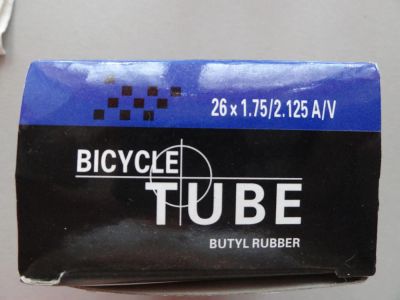 26 x 1.75/2.125 A/V
BICYCLE
TUBE
BUTYL RUBBER